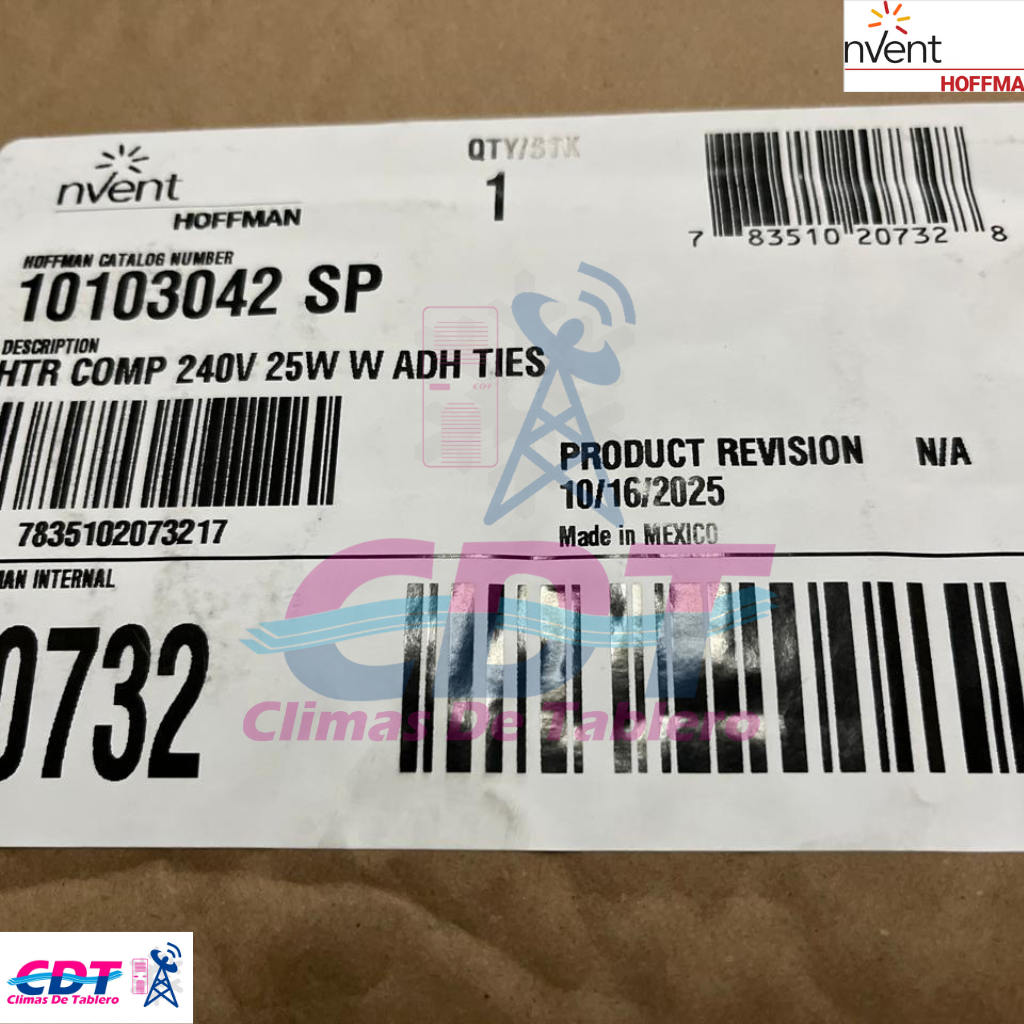 nVent
HOFFMA
nVent
HOFFMAN
QTY/STK
1
7 83510 20732 8
HOFFMAN CATALOG NUMBER
10103042 SP
DESCRIPTION
HTR COMP 240V 25W W ADH TIES
7835102073217
PRODUCT REVISION N/A
10/16/2025
Made in MEXICO
MAN INTERNAL
0732
CDT
CDT
Climas De Tablero
CDT
Climas De Tablero